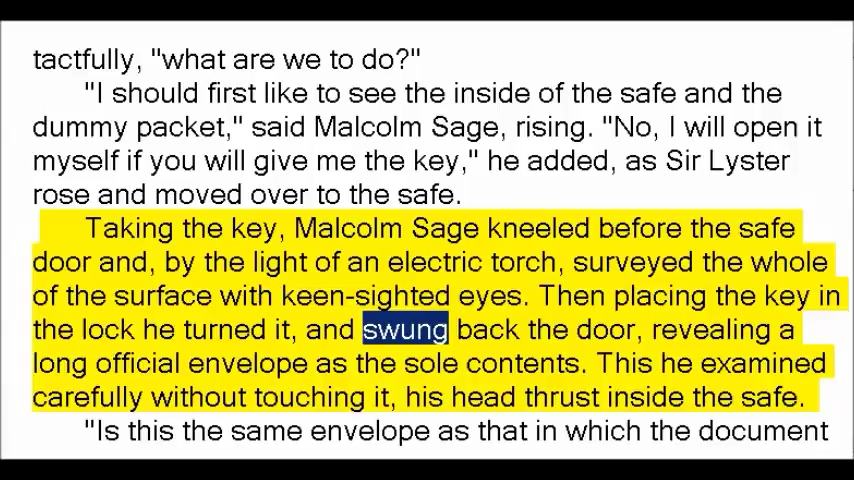 tactfully, "what are we to do?"
"I should first like to see the inside of the safe and the
dummy packet," said Malcolm Sage, rising. "No, I will open it
myself if you will give me the key," he added, as Sir Lyster
rose and moved over to the safe.
Taking the key, Malcolm Sage kneeled before the safe
door and, by the light of an electric torch, surveyed the whole
of the surface with keen-sighted eyes. Then placing the key in
the lock he turned it, and swung back the door, revealing a
long official envelope as the sole contents. This he examined
carefully without touching it, his head thrust inside the safe.
"Is this the same envelope as that in which the document